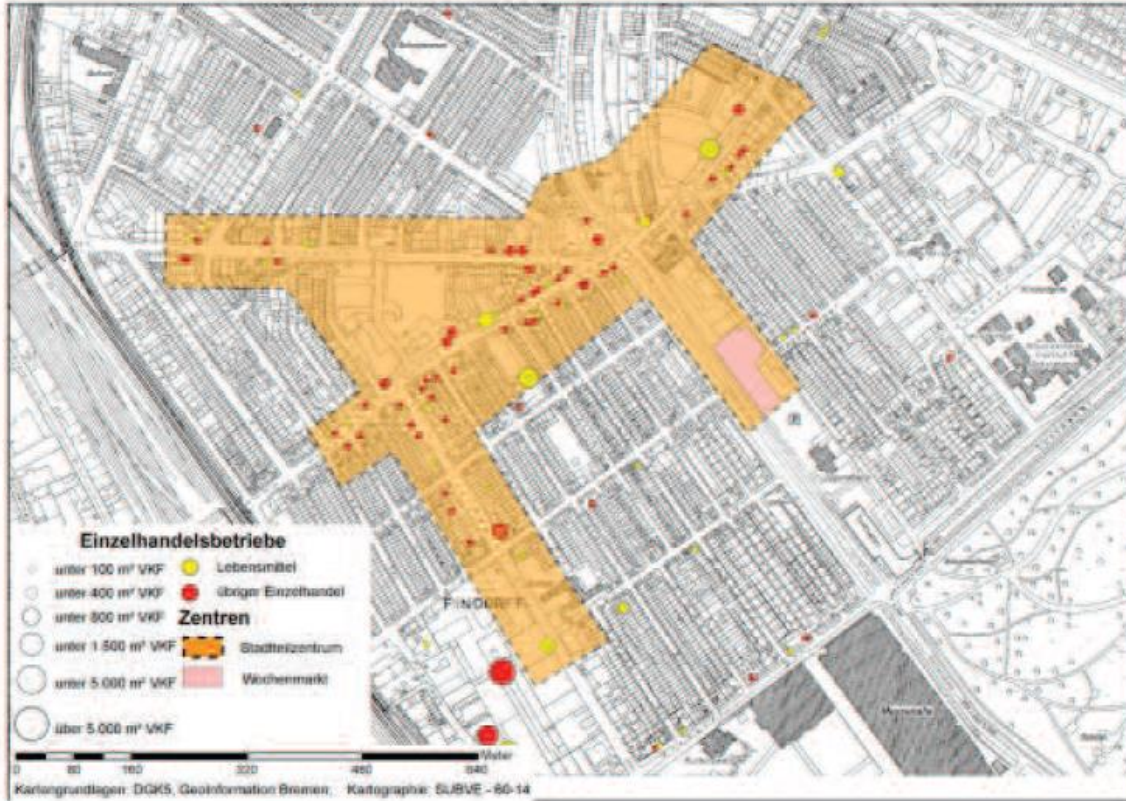 Einzelhandelsbetriebe
unter 100 m² VKF
Lebensmittel
unter 400 m² VKF
übriger Einzelhandel
unter 800 m² VKF
Zentren
unter 1.500 m² VKF
Stadtteilzentrum
unter 5.000 m² VKF
Wochenmarkt
über 5.000 m² VKF
FINDORFF
Meter
0 80 160 320 480 640
Kartengrundlagen: DGK5, GeoInformation Bremen; Kartographie: SUBVE - 60-14